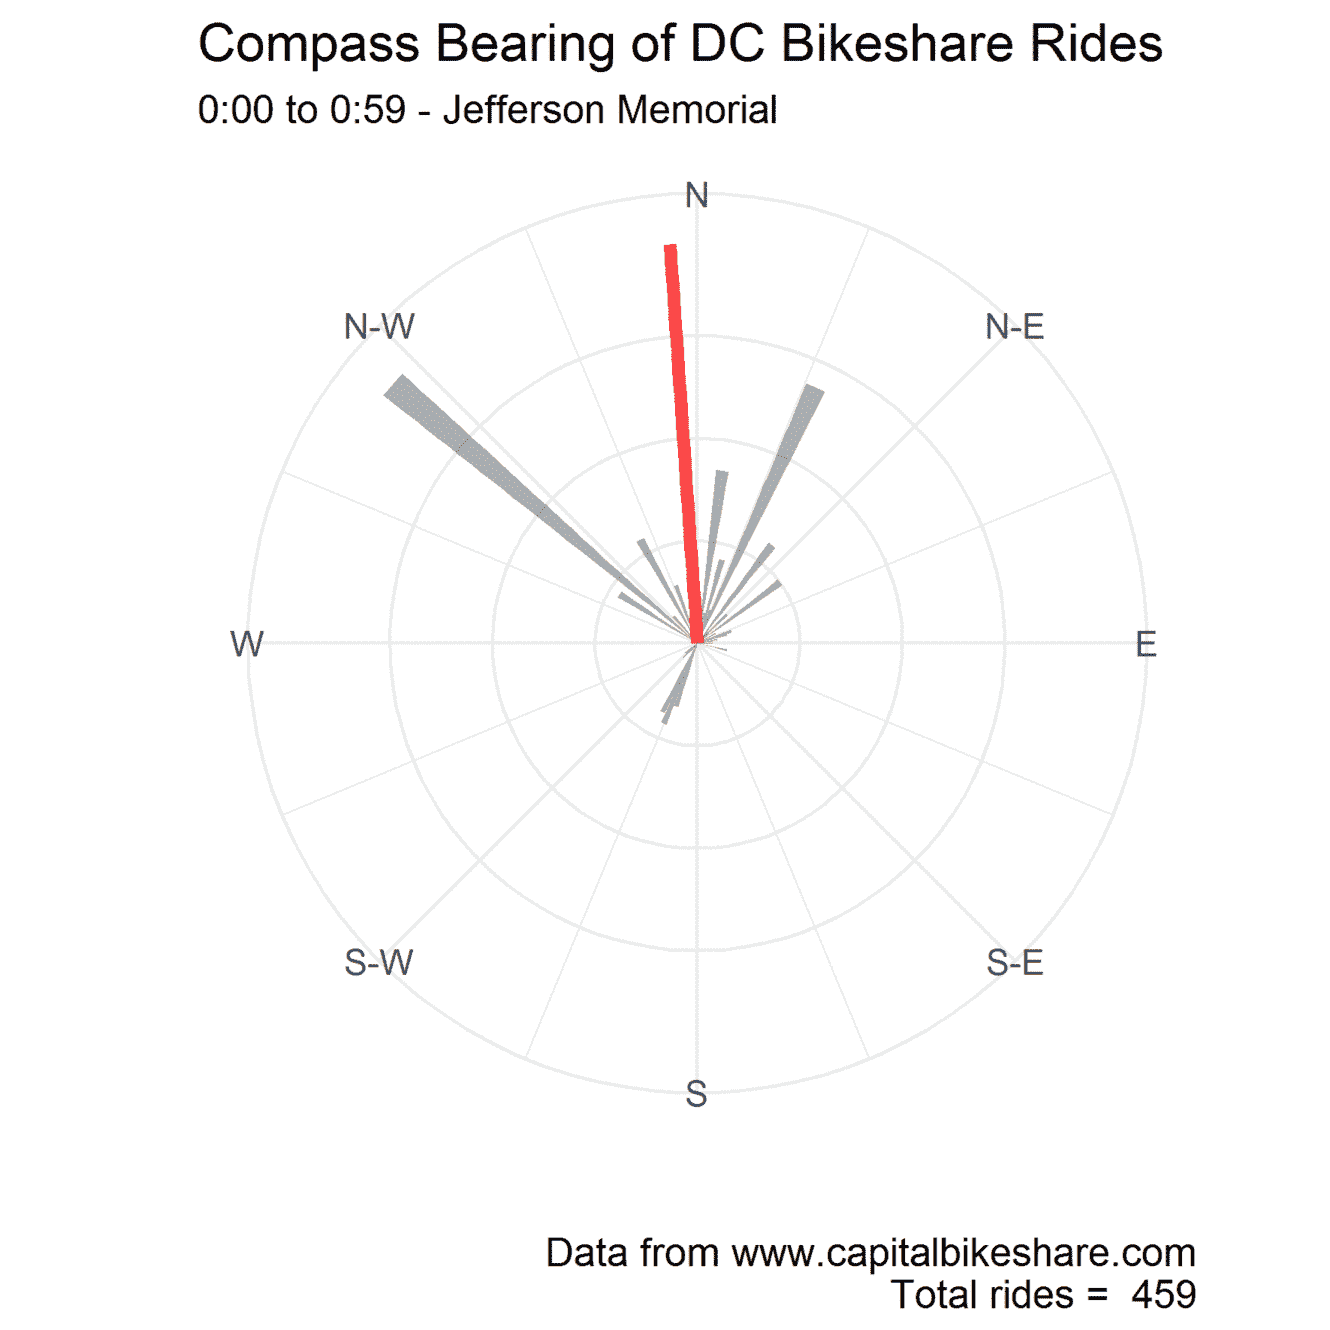 Compass Bearing of DC Bikeshare Rides
0:00 to 0:59 - Jefferson Memorial
N
N-W
N-E
W
E
S-W
S-E
S
Data from www.capitalbikeshare.com
Total rides =  459